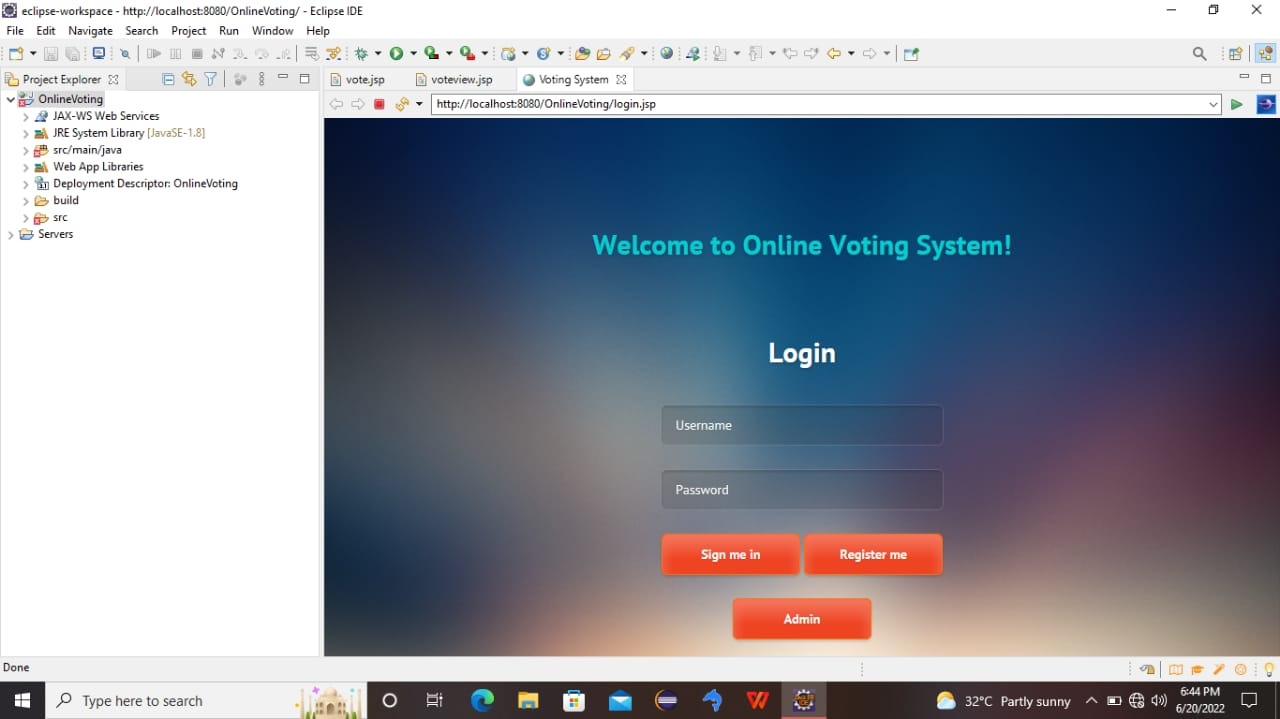 eclipse-workspace - http://localhost:8080/OnlineVoting/ - Eclipse IDE
File Edit Navigate Search Project Run Window Help
Project Explorer
vote.jsp voteview.jsp Voting System
http://localhost:8080/OnlineVoting/login.jsp
OnlineVoting
JAX-WS Web Services
JRE System Library [JavaSE-1.8]
src/main/java
Web App Libraries
Deployment Descriptor: OnlineVoting
build
src
Servers
Welcome to Online Voting System!
Login
Username
Password
Sign me in Register me
Admin
Done
Type here to search
32°C Partly sunny
6:44 PM
6/20/2022